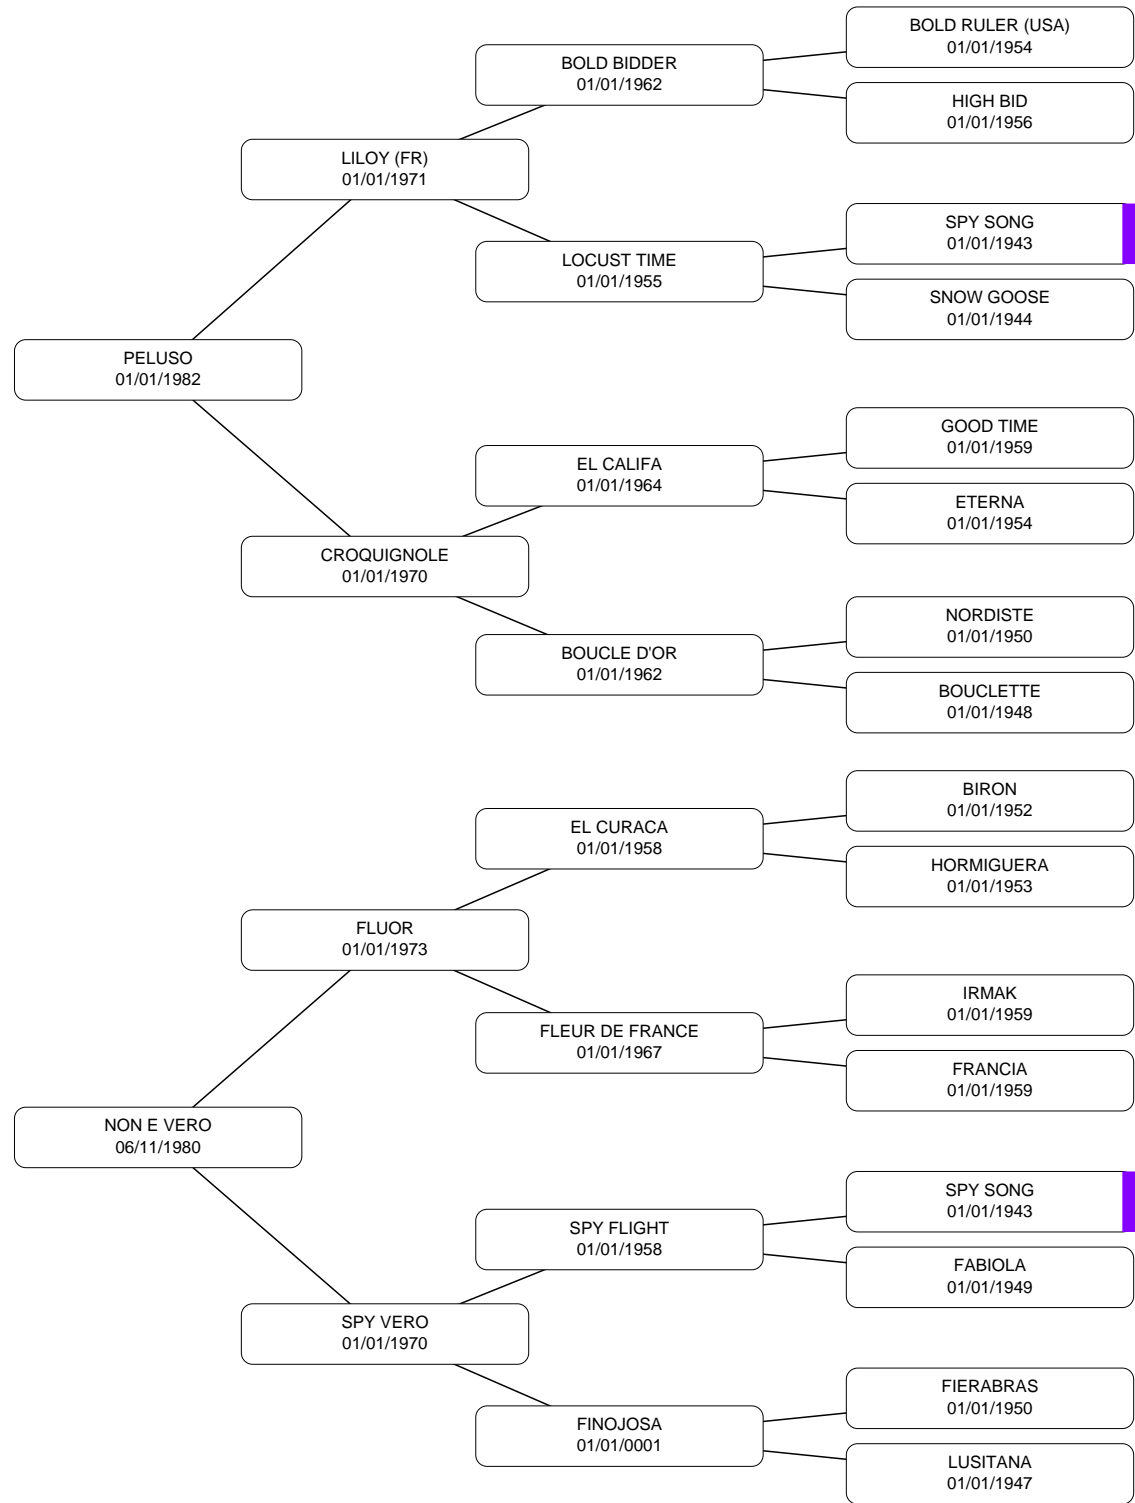 BOLD RULER (USA)
01/01/1954
BOLD BIDDER
01/01/1962
HIGH BID
01/01/1956
LILOY (FR)
01/01/1971
SPY SONG
01/01/1943
LOCUST TIME
01/01/1955
SNOW GOOSE
01/01/1944
PELUSO
01/01/1982
GOOD TIME
01/01/1959
EL CALIFA
01/01/1964
ETERNA
01/01/1954
CROQUIGNOLE
01/01/1970
NORDISTE
01/01/1950
BOUCLE D'OR
01/01/1962
BOUCLETTE
01/01/1948
BIRON
01/01/1952
EL CURACA
01/01/1958
HORMIGUERA
01/01/1953
FLUOR
01/01/1973
IRMAK
01/01/1959
FLEUR DE FRANCE
01/01/1967
FRANCIA
01/01/1959
NON E VERO
06/11/1980
SPY SONG
01/01/1943
SPY FLIGHT
01/01/1958
FABIOLA
01/01/1949
SPY VERO
01/01/1970
FIERABRAS
01/01/1950
FINOJOSA
01/01/0001
LUSITANA
01/01/1947